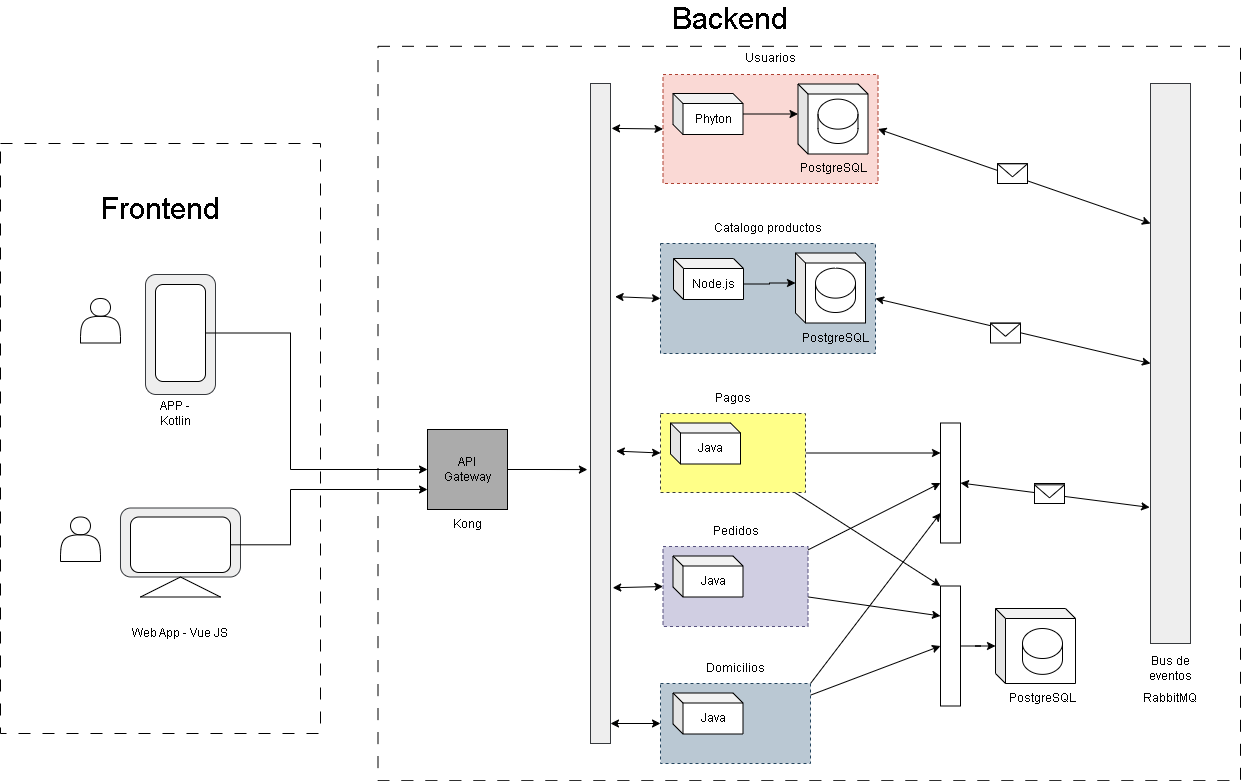 Backend
Usuarios
Phyton
PostgreSQL
Frontend
Catalogo productos
Node.js
PostgreSQL
APP -
Kotlin
Pagos
Java
API
Gateway
Kong
Pedidos
Java
Web App - Vue JS
Domicilios
Java
PostgreSQL
Bus de
eventos
RabbitMQ